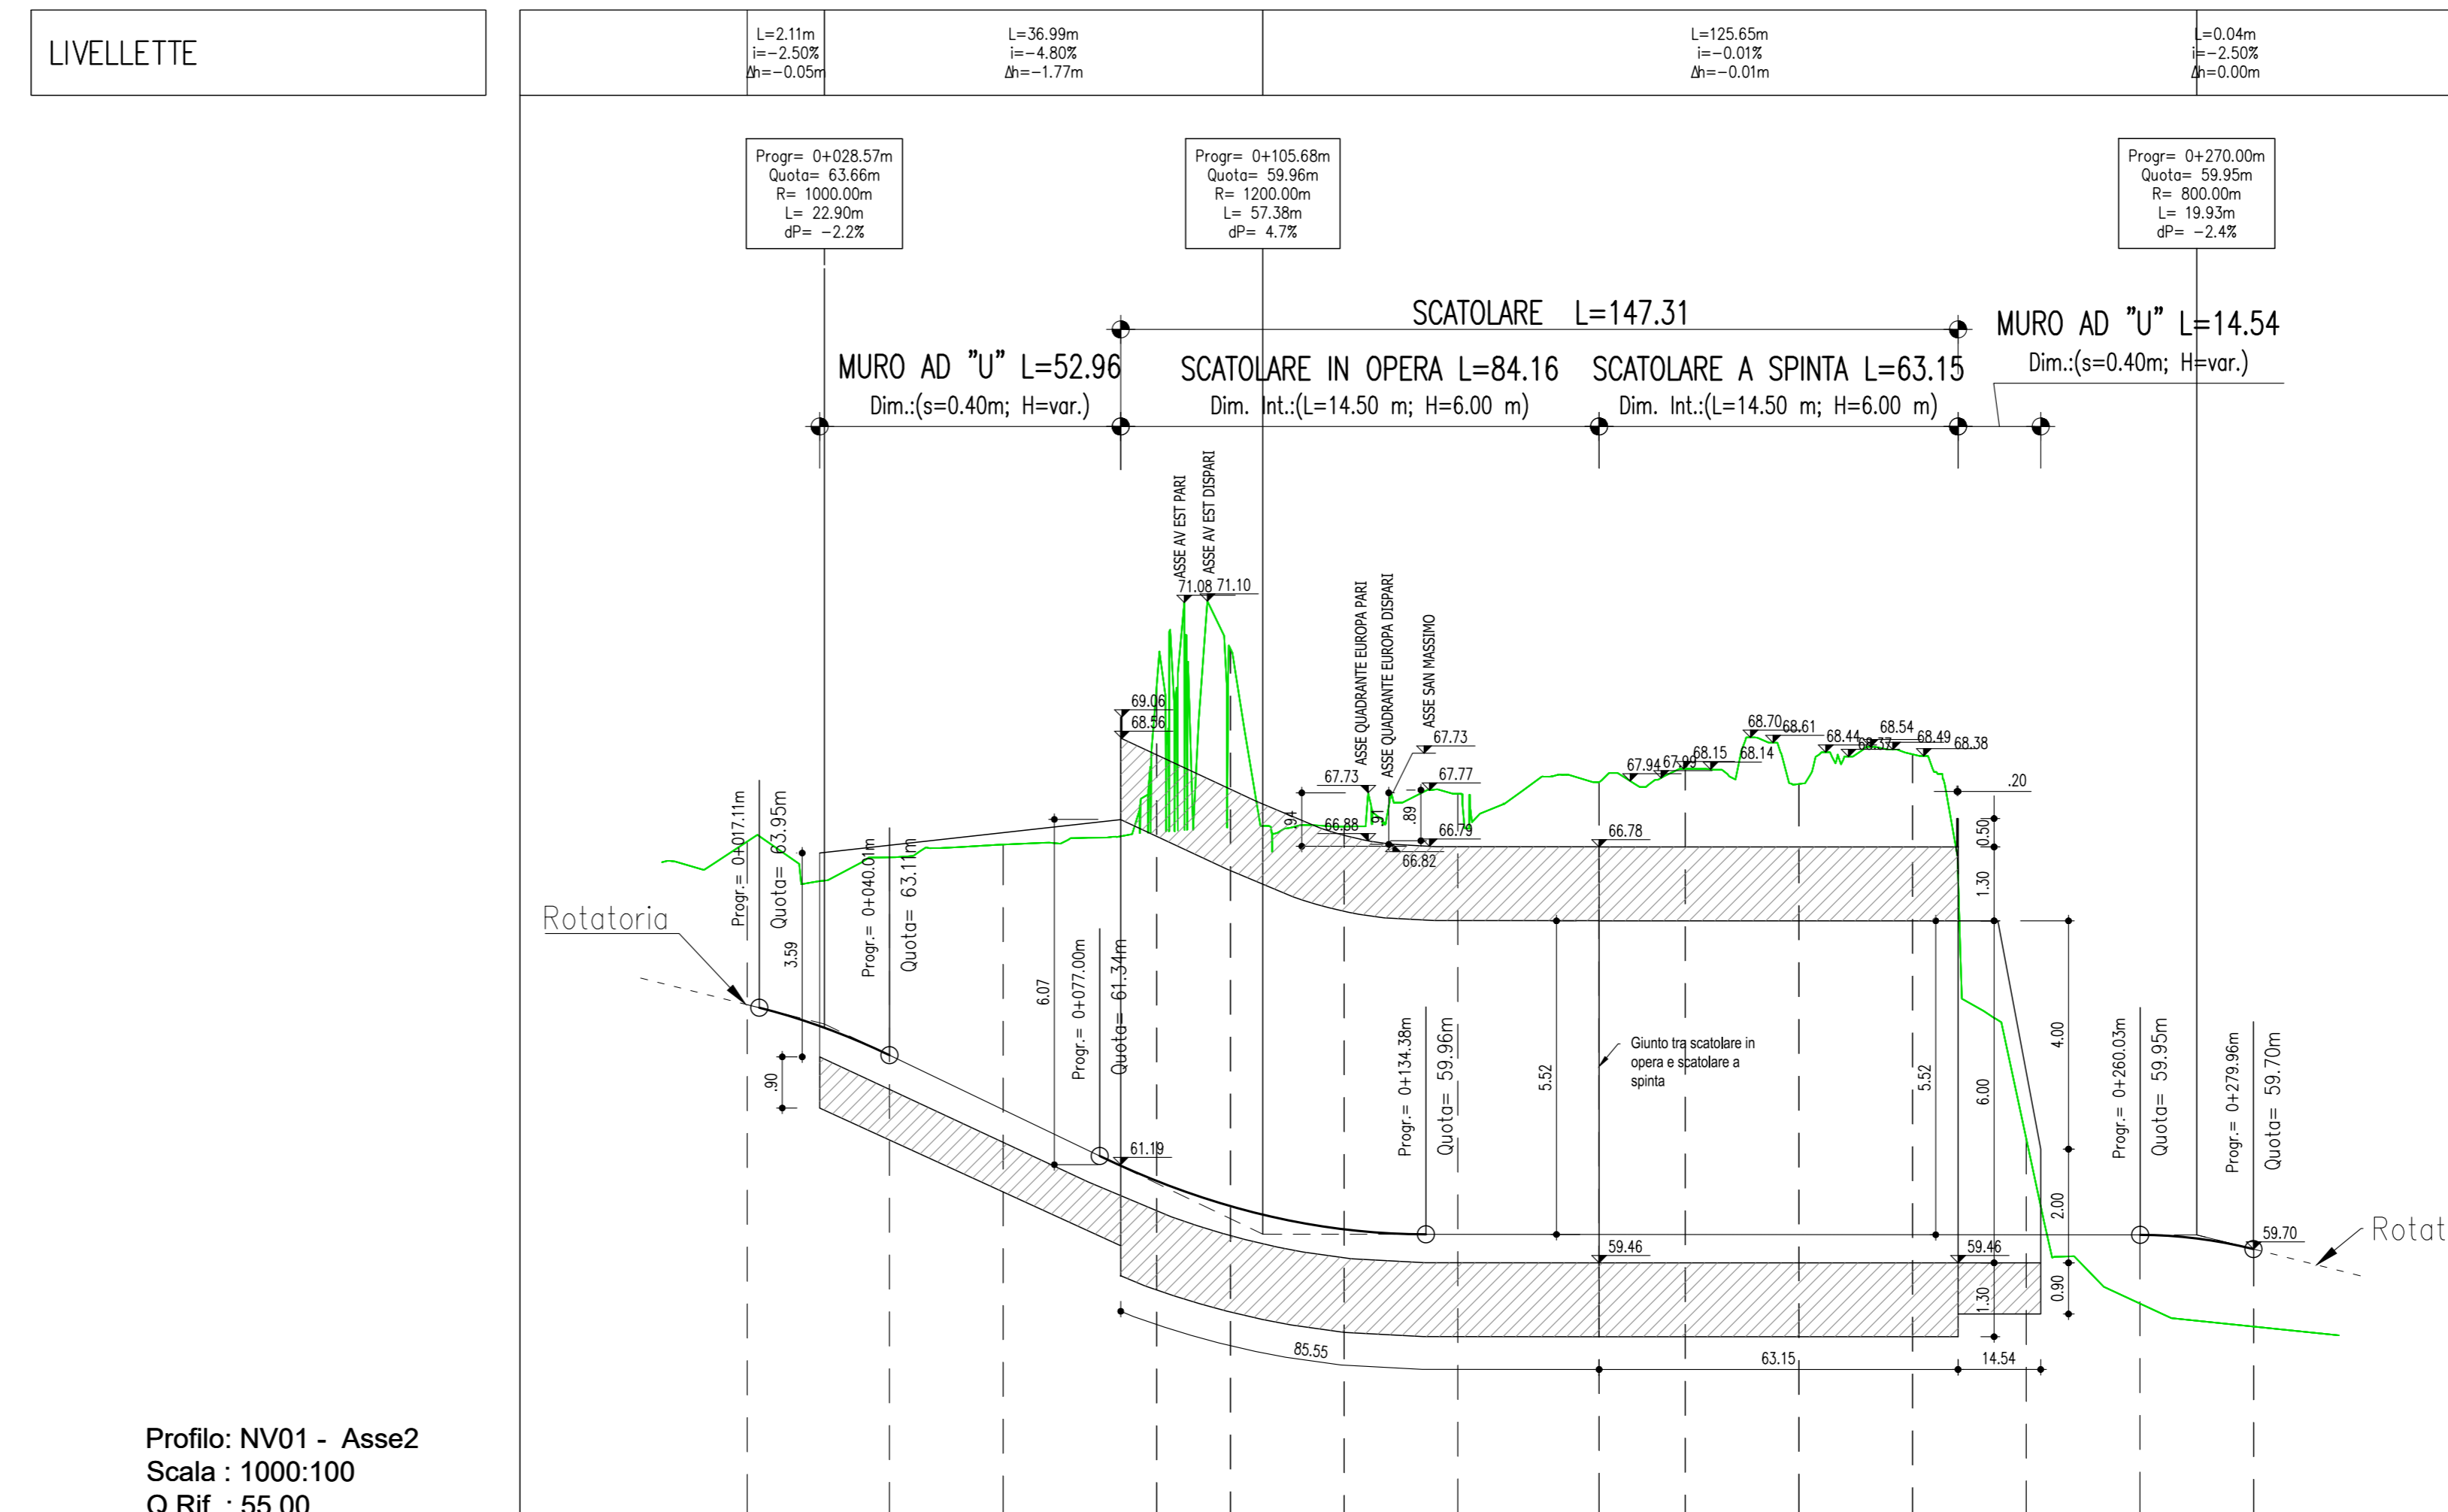 LIVELLETTE
L=2.11m
i=-2.50%
Δh=-0.05m
L=36.99m
i=-4.80%
Δh=-1.77m
L=125.65m
i=-0.01%
Δh=-0.01m
L=0.04m
i=-2.50%
Δh=0.00m
Progr= 0+028.57m
Quota= 63.66m
R= 1000.00m
L= 22.90m
dP= -2.2%
Progr= 0+105.68m
Quota= 59.96m
R= 1200.00m
L= 57.38m
dP= 4.7%
Progr= 0+270.00m
Quota= 59.95m
R= 800.00m
L= 19.93m
dP= -2.4%
SCATOLARE L=147.31
MURO AD "U" L=52.96
Dim.:(s=0.40m; H=var.)
SCATOLARE IN OPERA L=84.16
Dim. Int.:(L=14.50 m; H=6.00 m)
SCATOLARE A SPINTA L=63.15
Dim. Int.:(L=14.50 m; H=6.00 m)
MURO AD "U" L=14.54
Dim.:(s=0.40m; H=var.)
ASSE AV EST PARI
ASSE AV EST DISPARI
71.08
71.10
ASSE QUADRANTE EUROPA PARI
ASSE QUADRANTE EUROPA DISPARI
ASSE SAN MASSIMO
69.06
68.56
67.73
67.73
67.77
.94
.91
.89
66.88
66.79
66.82
66.78
67.94
67.99
68.15
68.14
68.70
68.61
68.44
68.37
68.54
68.49
68.38
.20
0.50
1.30
Rotatoria
Progr.= 0+017.11m
Quota= 63.95m
3.59
.90
Progr.= 0+040.01m
Quota= 63.11m
6.07
Progr.= 0+077.00m
Quota= 61.34m
61.19
Progr.= 0+134.38m
Quota= 59.96m
5.52
Giunto tra scatolare in
opera e scatolare a
spinta
5.52
6.00
4.00
2.00
Progr.= 0+260.03m
Quota= 59.95m
Progr.= 0+279.96m
Quota= 59.70m
59.70
Rotat
59.46
59.46
1.30
0.90
85.55
63.15
14.54
Profilo: NV01 - Asse2
Scala : 1000:100
Q.Rif. : 55.00